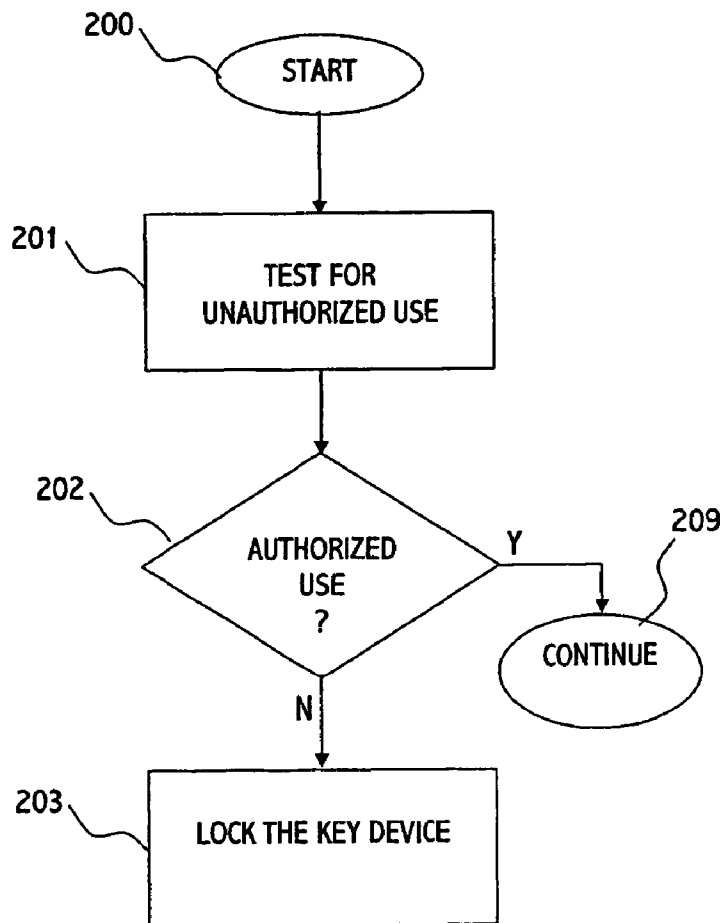 200
START
201
TEST FOR
UNAUTHORIZED USE
202
AUTHORIZED
USE
?
Y
209
CONTINUE
N
203
LOCK THE KEY DEVICE